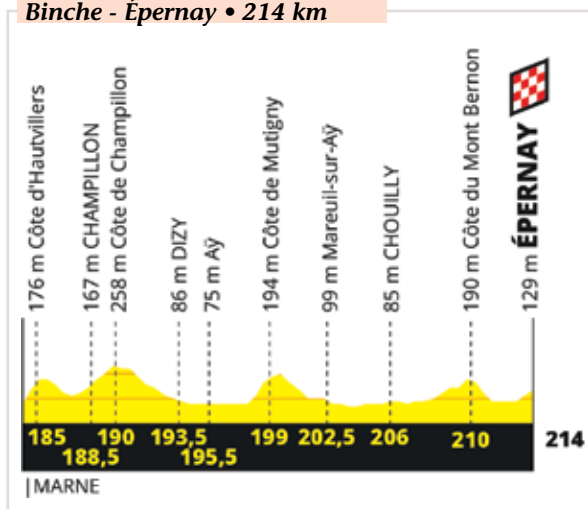 Binche - Épernay • 214 km
176 m Côte d'Hautvillers
167 m CHAMPILLON
258 m Côte de Champillon
86 m DIZY
75 m Aÿ
194 m Côte de Mutigny
99 m Mareuil-sur-Aÿ
85 m CHOUILLY
190 m Côte du Mont Bernon
129 m ÉPERNAY
185 190 193,5 199 202,5 206 210 214
188,5 195,5
|MARNE